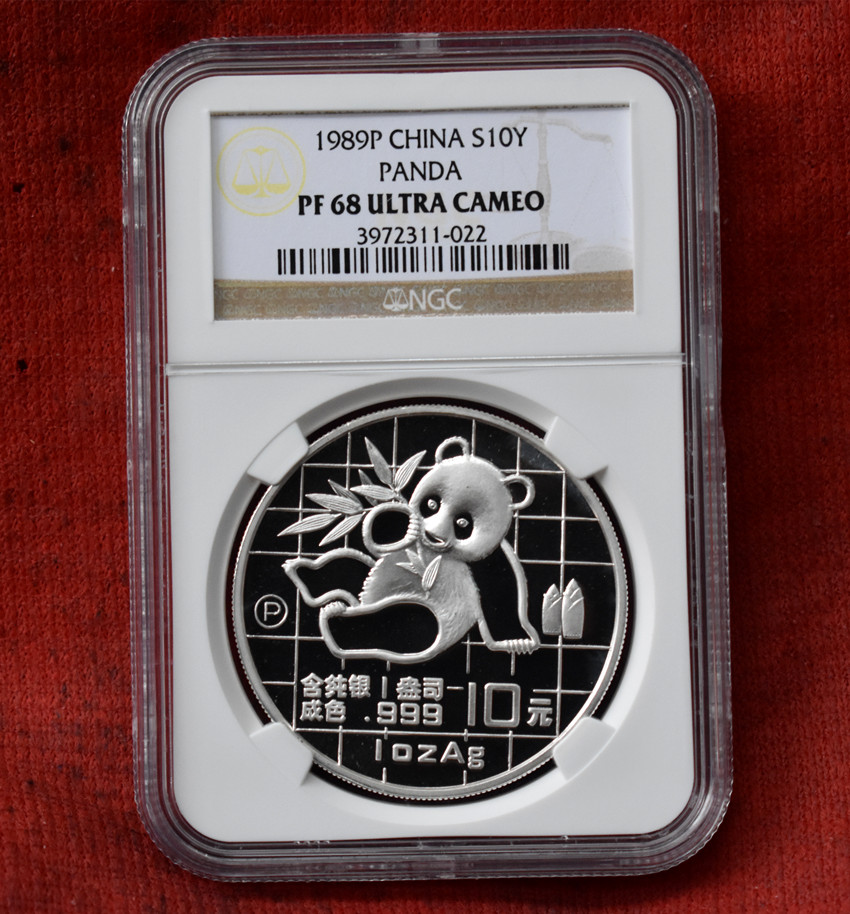 1989P CHINA S10Y
PANDA
PF 68 ULTRA CAMEO
3972311-022
NGC
P
含纯银1盎司
成色 .999
10元
1ozAg